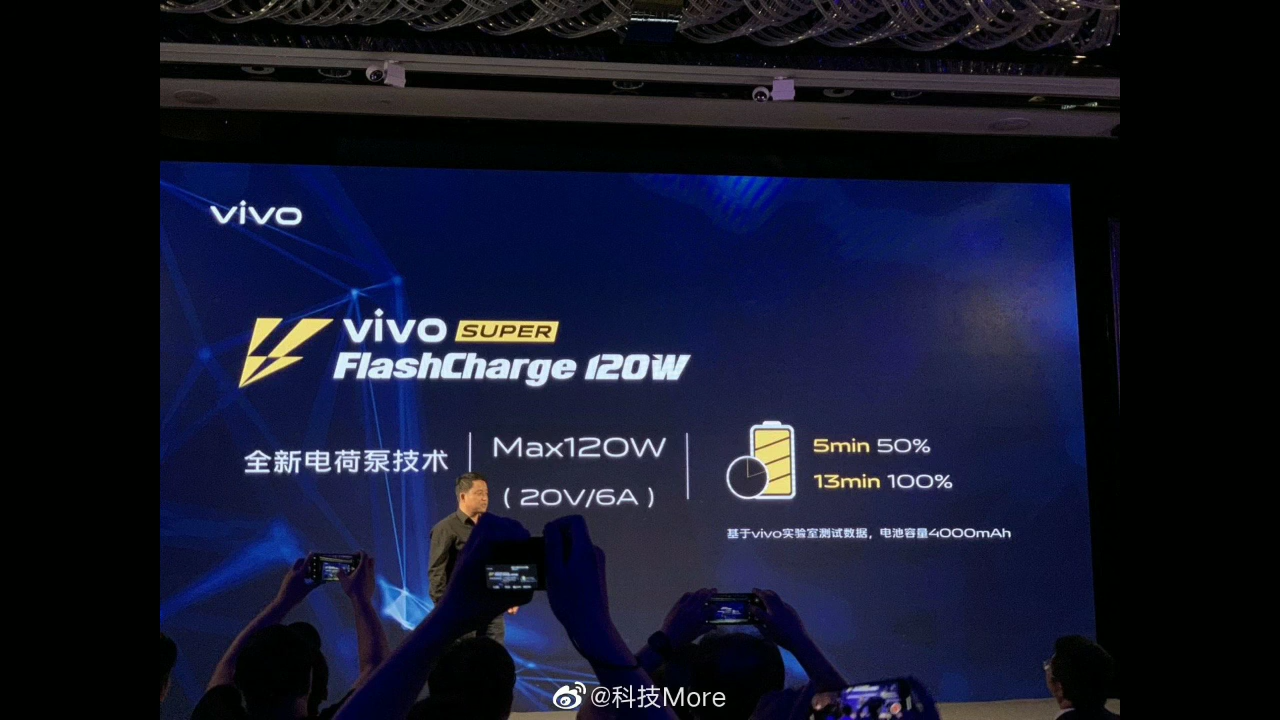 vivo
vivo SUPER
FlashCharge 120W
全新电荷泵技术
Max120W
(20V/6A)
5min 50%
13min 100%
基于vivo实验室测试数据，电池容量4000mAh
@科技More